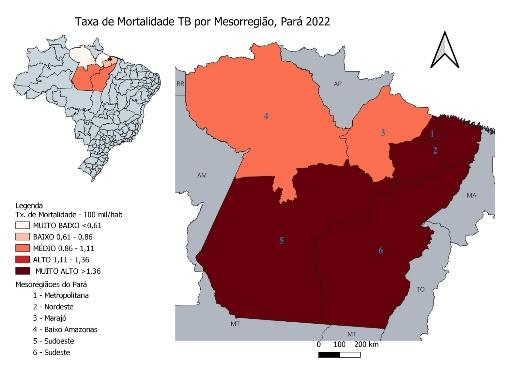 Taxa de Mortalidade TB por Mesorregião, Pará 2022
RR
AP
4
3
1
2
AM
MA
5
6
TO
MT
MT
Legenda
Tx. de Mortalidade - 100 mil/hab
MUITO BAIXO <0,61
BAIXO 0,61 - 0,86
MÉDIO 0,86 - 1,11
ALTO 1,11 - 1,36
MUITO ALTO >1.36
Mesoregiãoes do Pará
1 - Metropolitana
2 - Nordeste
3 - Marajó
4 - Baixo Amazonas
5 - Sudoeste
6 - Sudeste
0 100 200 km